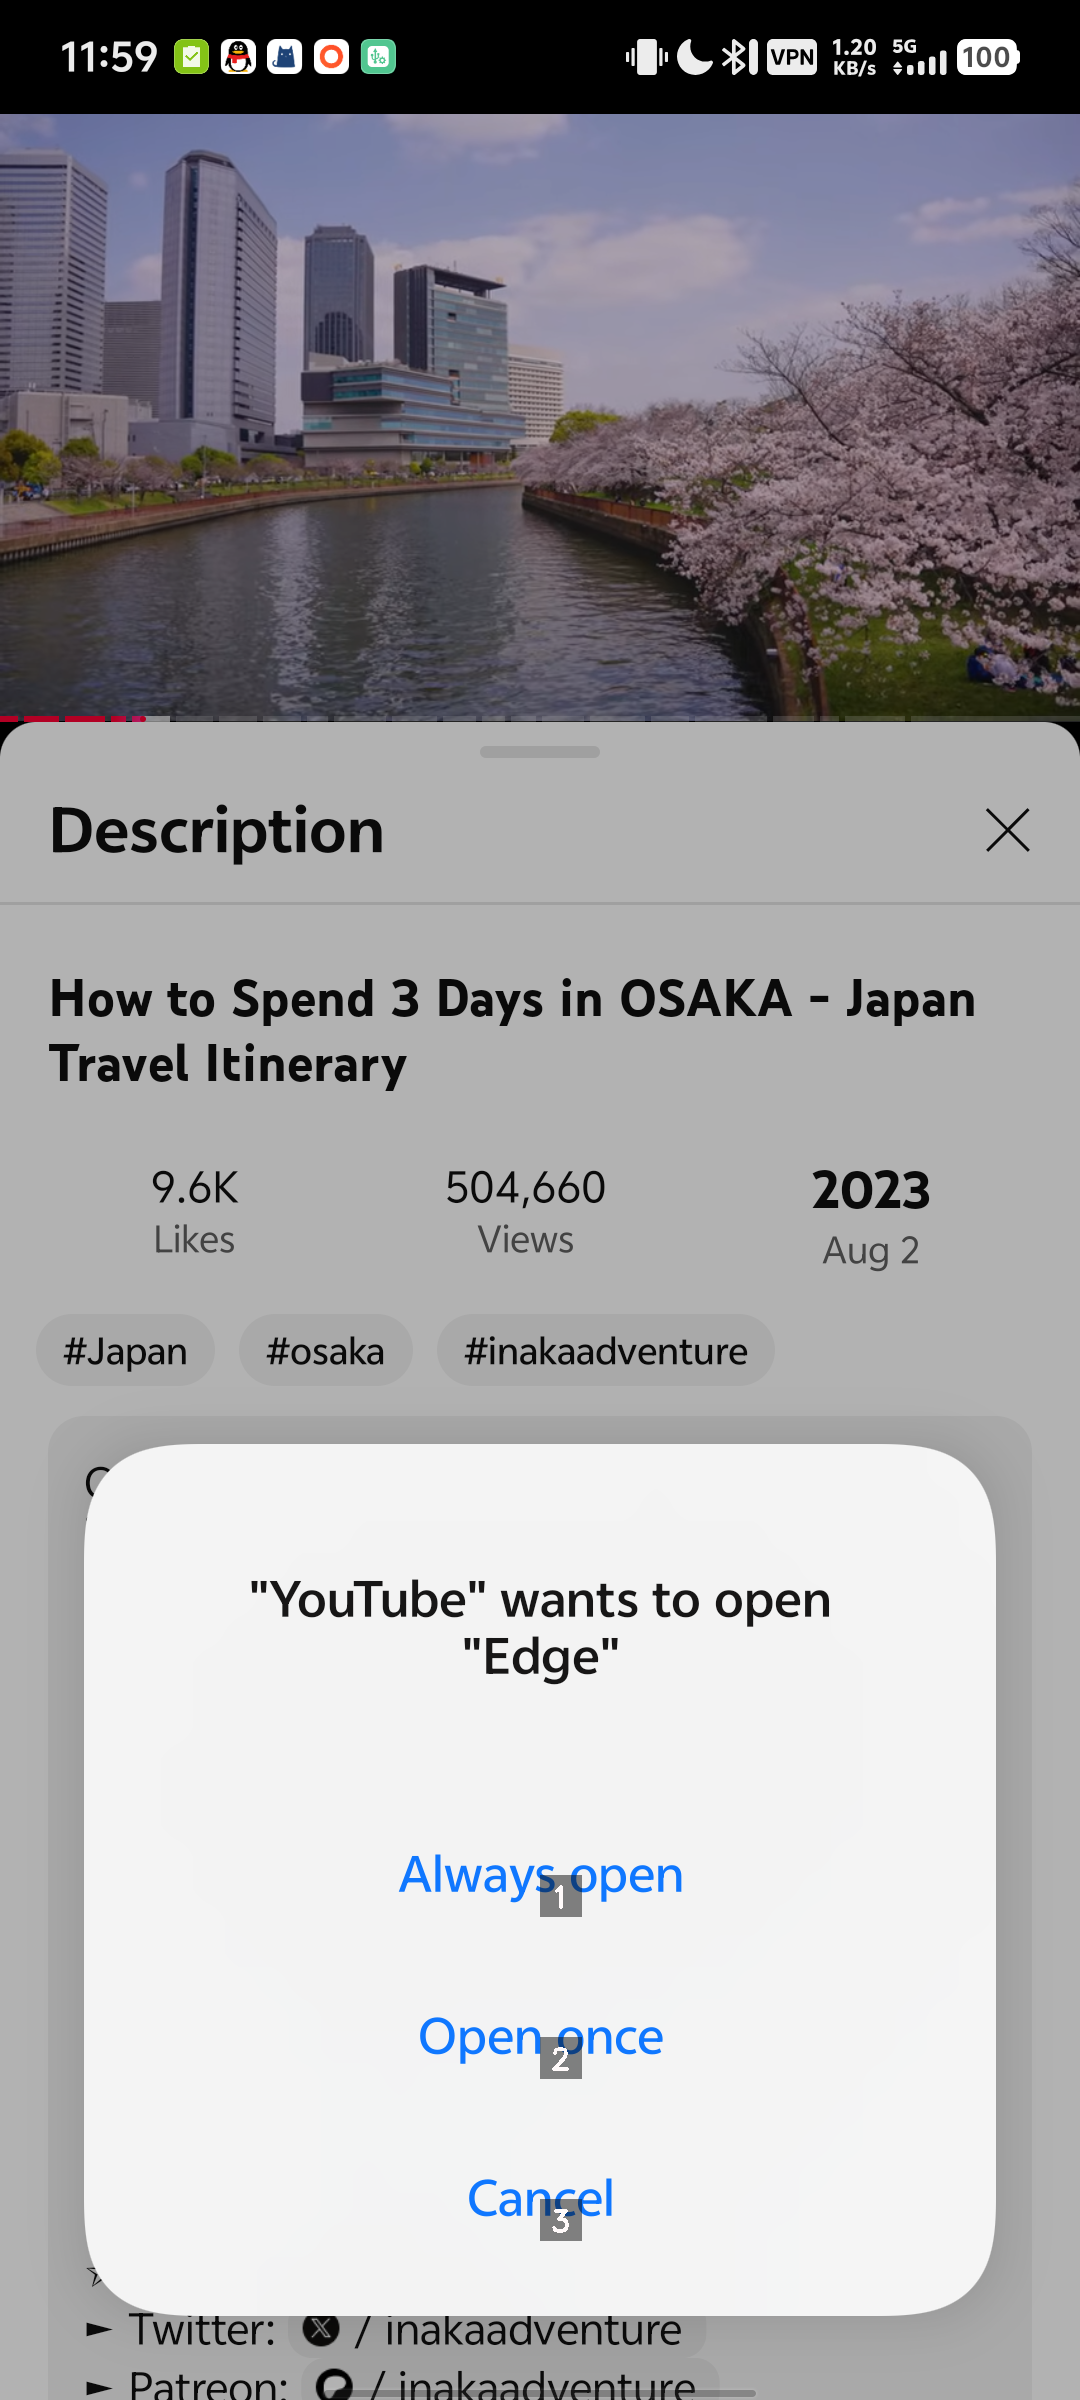 11:59
VPN
1.20
KB/s
5G
100
Description
How to Spend 3 Days in OSAKA - Japan
Travel Itinerary
9.6K
Likes
504,660
Views
2023
Aug 2
#Japan
#osaka
#inakaadventure
"YouTube" wants to open
"Edge"
Always open
1
Open once
2
Cancel
3
► Twitter: / inakaadventure
► Patreon: / inakaadventure